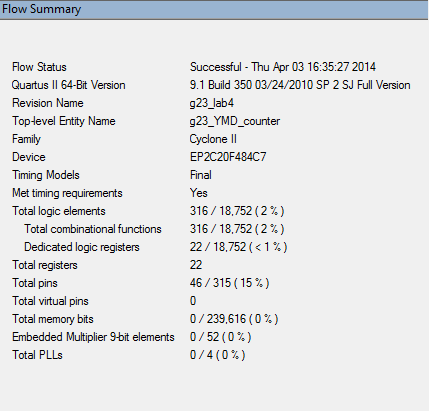 Flow Summary
Flow Status Successful - Thu Apr 03 16:35:27 2014
Quartus II 64-Bit Version 9.1 Build 350 03/24/2010 SP 2 SJ Full Version
Revision Name g23_lab4
Top-level Entity Name g23_YMD_counter
Family Cyclone II
Device EP2C20F484C7
Timing Models Final
Met timing requirements Yes
Total logic elements 316 / 18,752 ( 2 % )
Total combinational functions 316 / 18,752 ( 2 % )
Dedicated logic registers 22 / 18,752 ( < 1 % )
Total registers 22
Total pins 46 / 315 ( 15 % )
Total virtual pins 0
Total memory bits 0 / 239,616 ( 0 % )
Embedded Multiplier 9-bit elements 0 / 52 ( 0 % )
Total PLLs 0 / 4 ( 0 % )